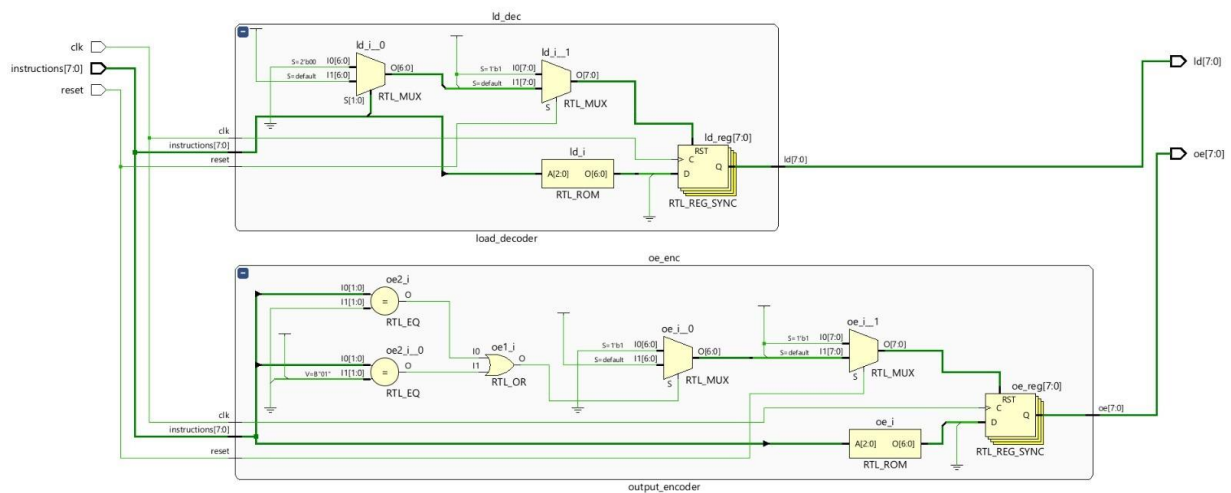 ld_dec
clk
instructions[7:0]
reset
ld_i__0
S=2'b00 I0[6:0]
S=default I1[6:0]
O[6:0]
S[1:0]
RTL_MUX
ld_i__1
S=1'b1 I0[7:0]
S=default I1[7:0]
O[7:0]
S
RTL_MUX
clk
instructions[7:0]
reset
ld_i
A[2:0] O[6:0]
RTL_ROM
ld_reg[7:0]
RST
C
D
Q
RTL_REG_SYNC
ld[7:0]
ld[7:0]
oe[7:0]
load_decoder
oe_enc
oe2_i
I0[1:0]
I1[1:0]
=
O
RTL_EQ
oe2_i__0
I0[1:0]
V=B"01" I1[1:0]
=
O
RTL_EQ
oe1_i
I0
I1
O
RTL_OR
oe_i__0
S=1'b1 I0[6:0]
S=default I1[6:0]
O[6:0]
S
RTL_MUX
oe_i__1
S=1'b1 I0[7:0]
S=default I1[7:0]
O[7:0]
S
RTL_MUX
clk
instructions[7:0]
reset
oe_i
A[2:0] O[6:0]
RTL_ROM
oe_reg[7:0]
RST
C
D
Q
RTL_REG_SYNC
oe[7:0]
output_encoder